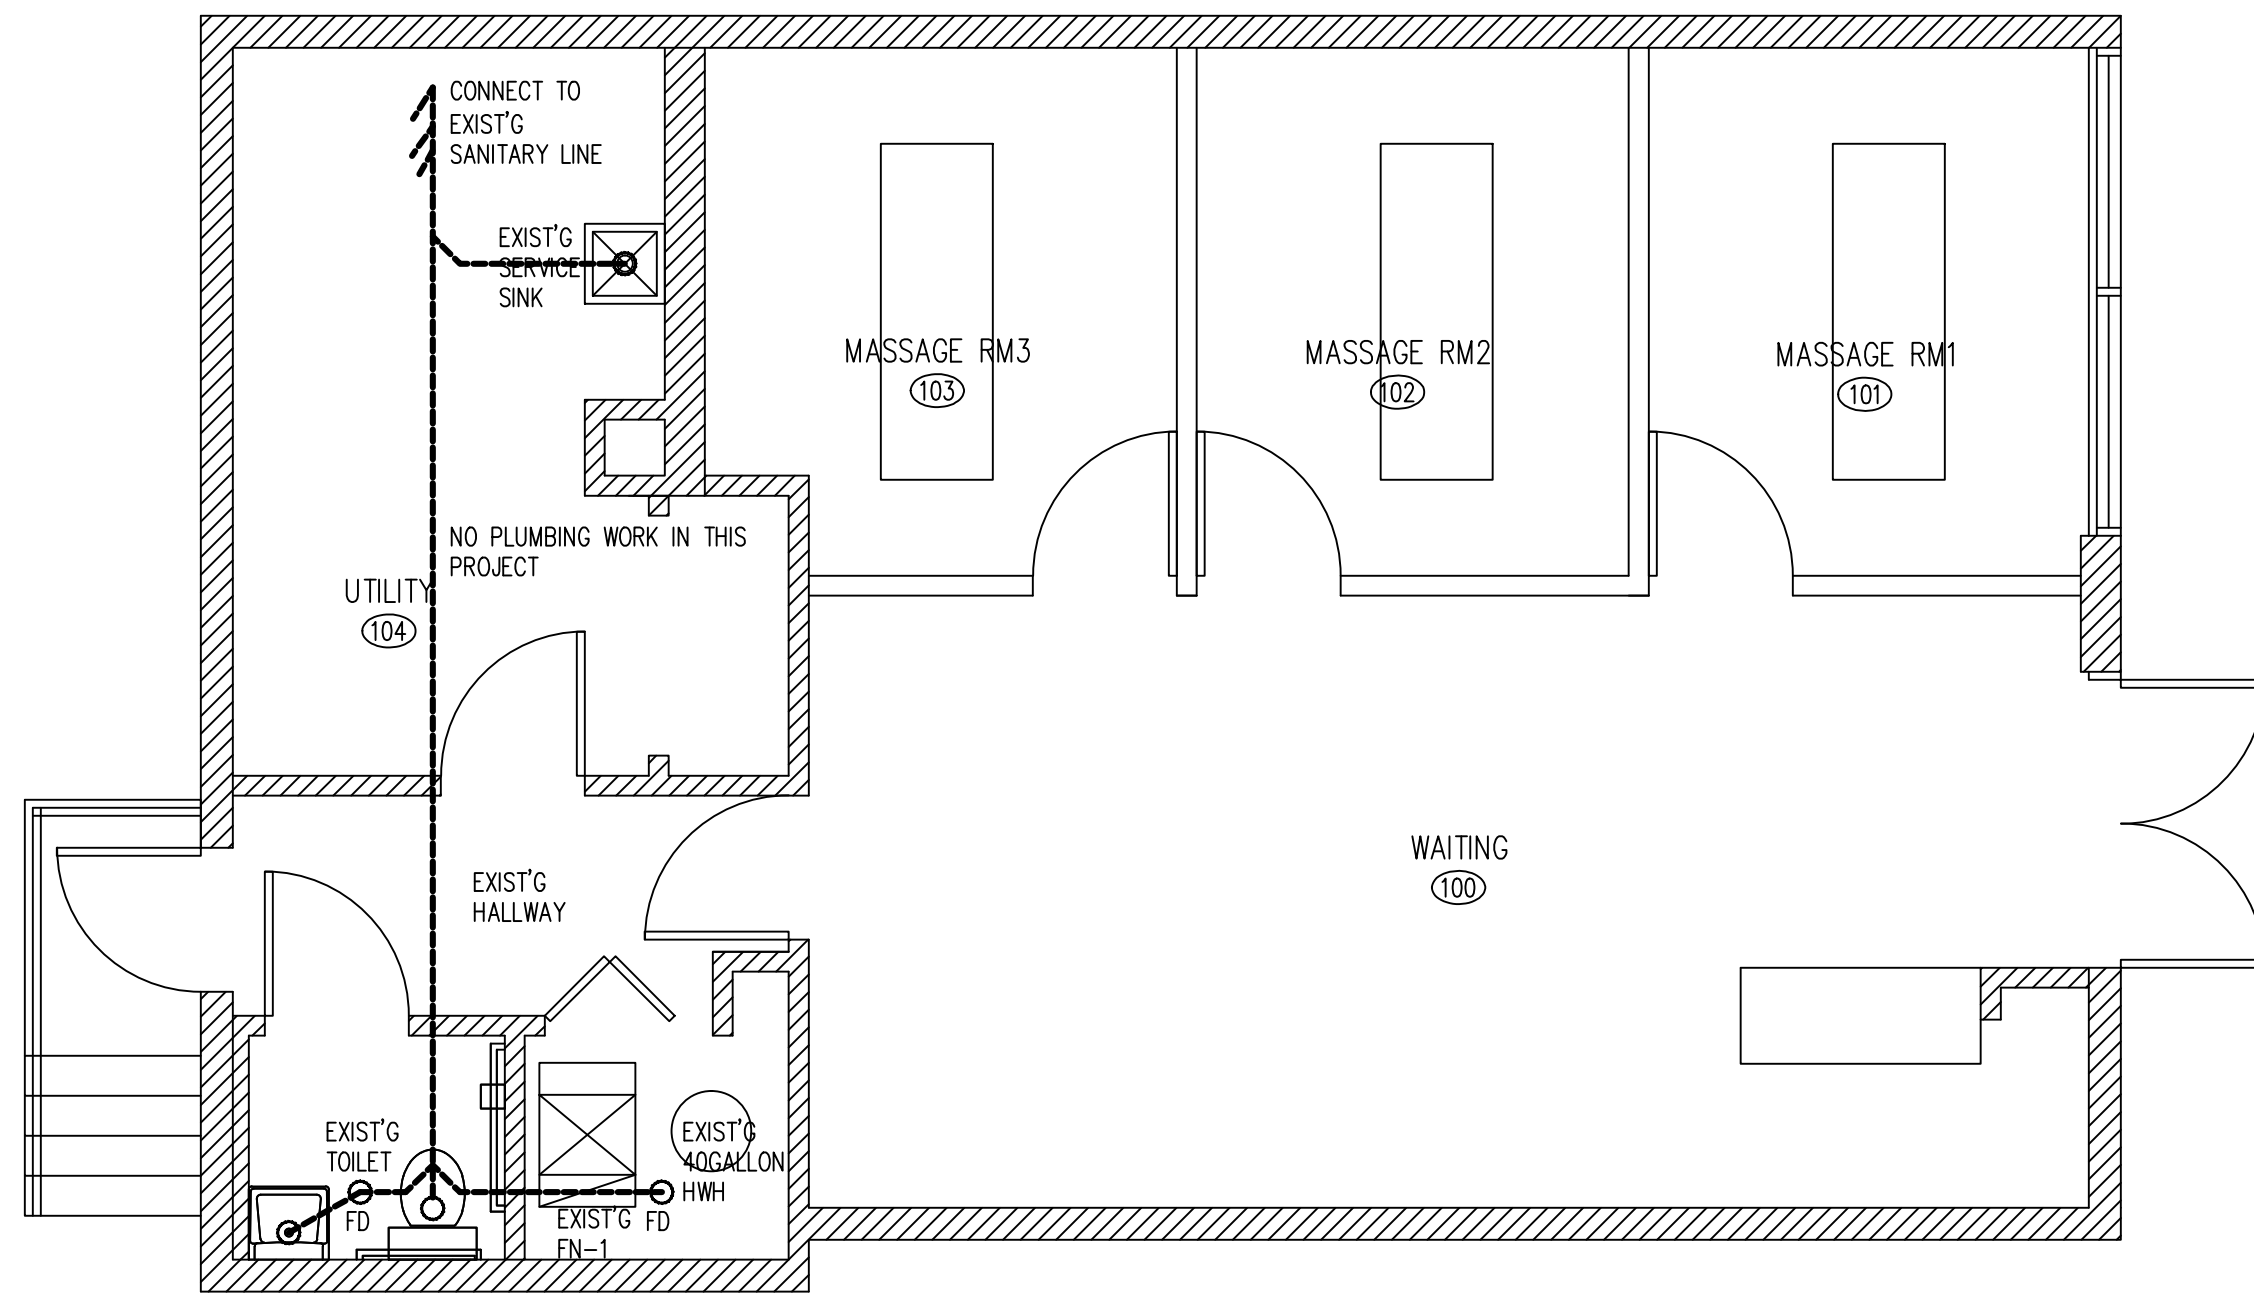 CONNECT TO
EXIST'G
SANITARY LINE
EXIST'G
SERVICE
SINK
MASSAGE RM3
103
MASSAGE RM2
102
MASSAGE RM1
101
NO PLUMBING WORK IN THIS
PROJECT
UTILITY
104
EXIST'G
HALLWAY
WAITING
100
EXIST'G
TOILET
FD
EXIST'G
40GALLON
HWH
EXIST'G
FN-1
FD